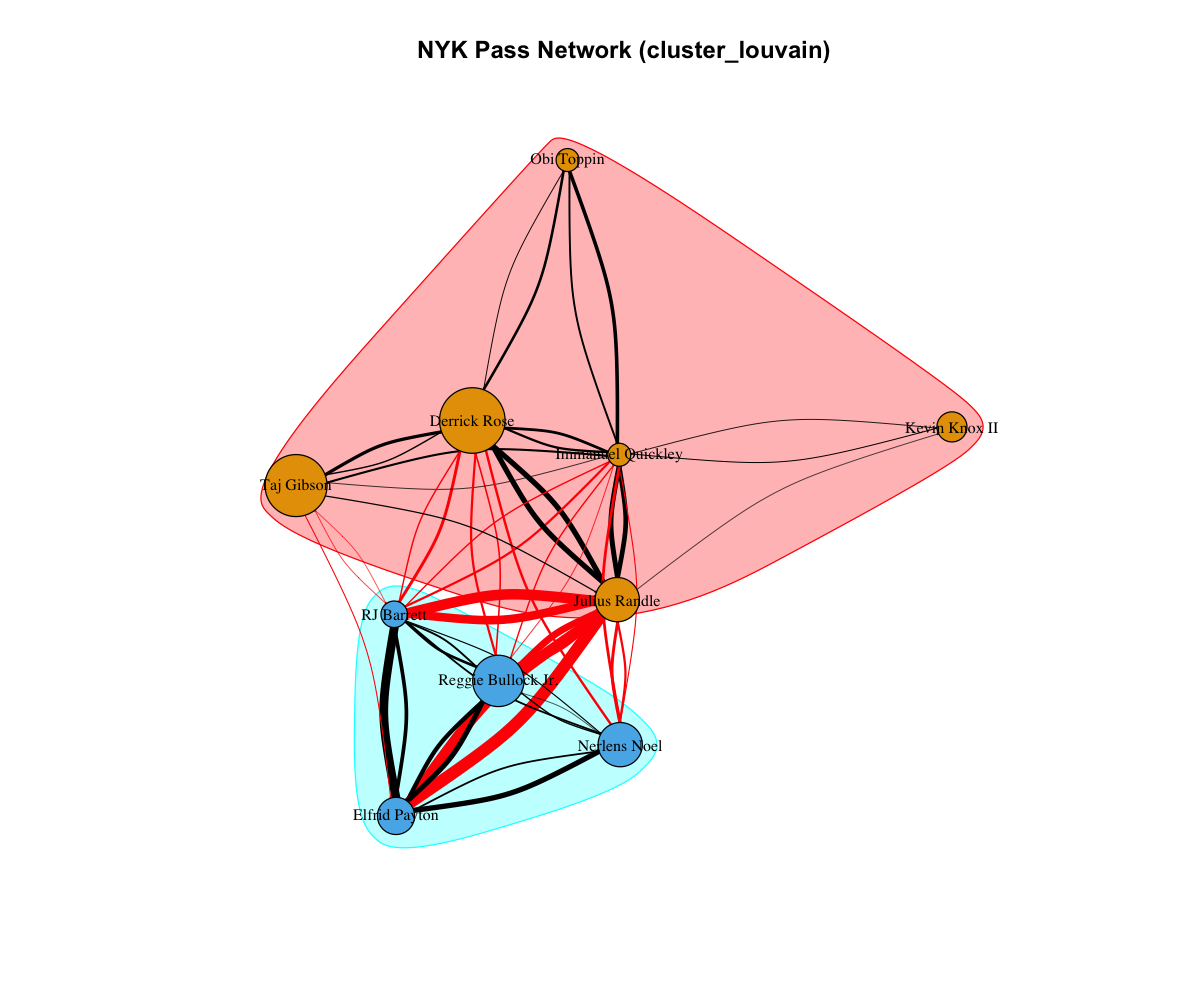 NYK Pass Network (cluster_louvain)
Obi Toppin
Derrick Rose
Kevin Knox II
Immanuel Quickley
Taj Gibson
Julius Randle
RJ Barrett
Reggie Bullock Jr.
Nerlens Noel
Elfrid Payton